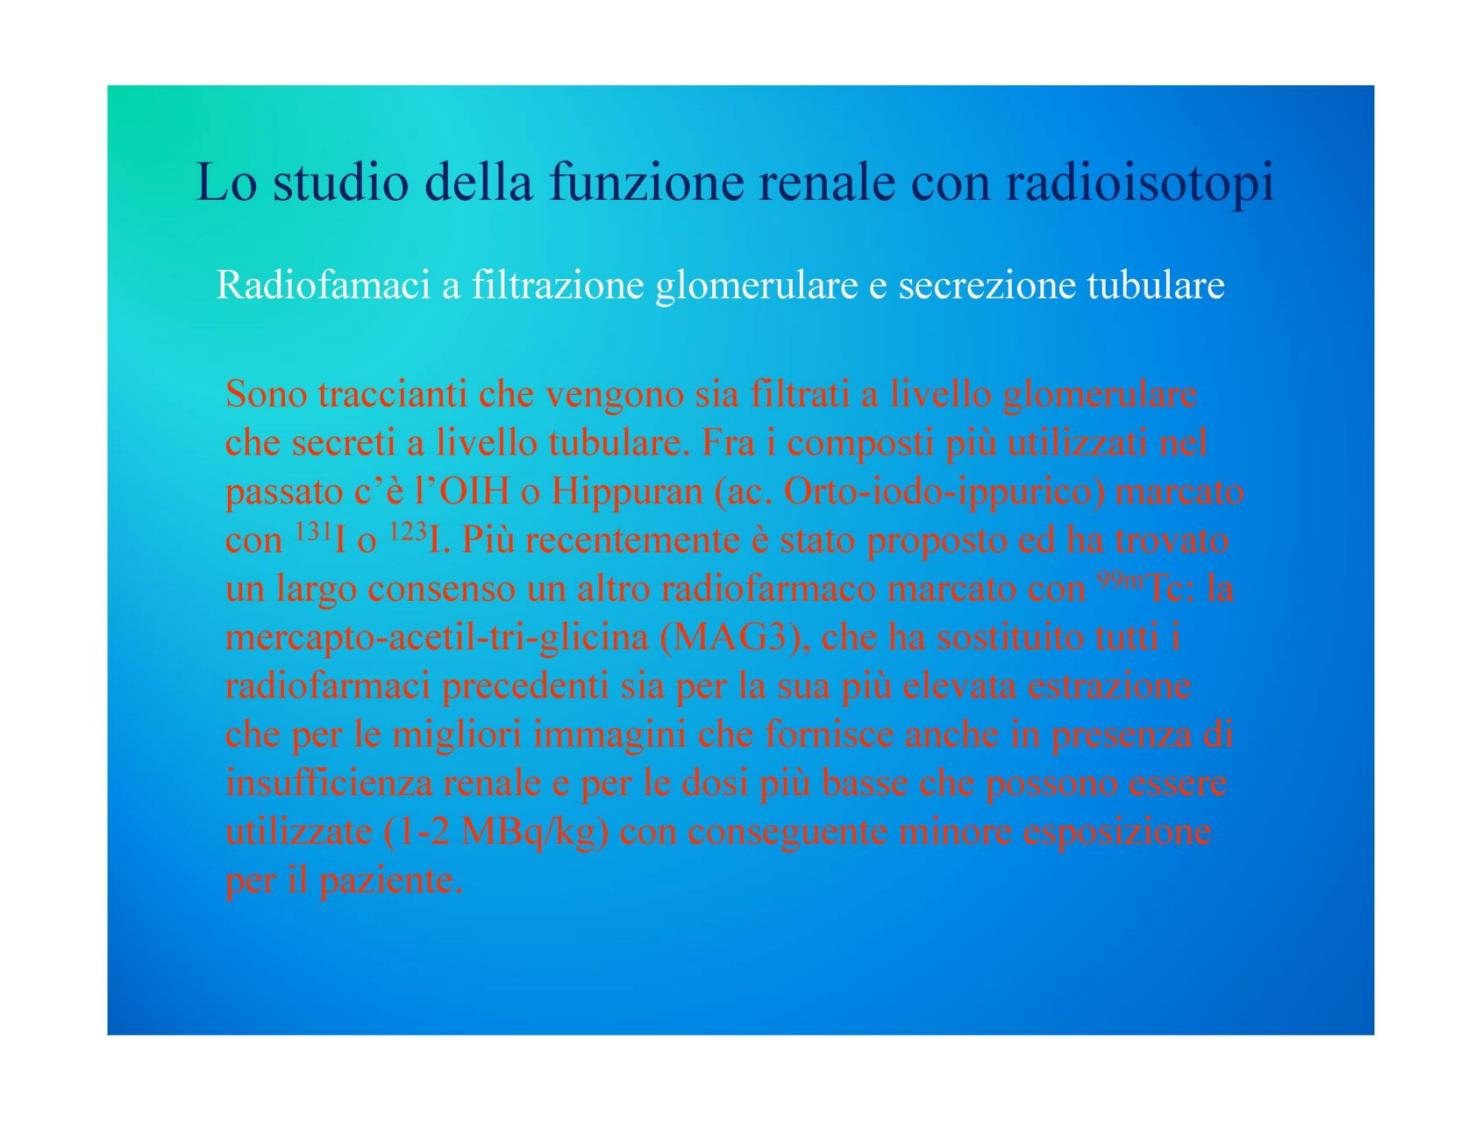 Lo studio della funzione renale con radioisotopi
Radiofamaci a filtrazione glomerulare e secrezione tubulare
Sono traccianti che vengono sia filtrati a livello glomerulare
che secreti a livello tubulare. Fra i composti più utilizzati nel
passato c’è l’OIH o Hippuran (ac. Orto-iodo-ippurico) marcato
con ¹³¹I o ¹²³I. Più recentemente è stato proposto ed ha trovato
un largo consenso un altro radiofarmaco marcato con ⁹⁹ᵐTc: la
mercapto-acetil-tri-glicina (MAG3), che ha sostituito tutti i
radiofarmaci precedenti sia per la sua più elevata estrazione
che per le migliori immagini che fornisce anche in presenza di
insufficienza renale e per le dosi più basse che possono essere
utilizzate (1-2 MBq/kg) con conseguente minore esposizione
per il paziente.